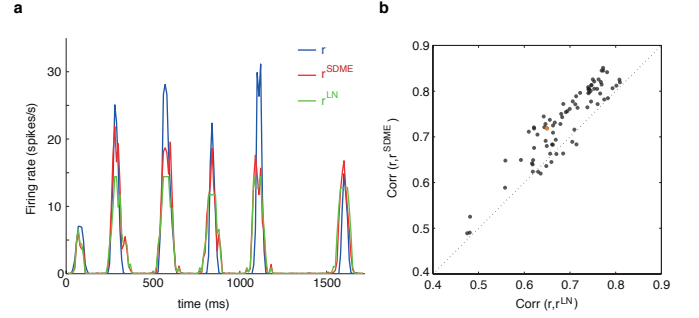 a
b
r
r^SDME
r^LN
30
20
10
0
0
500
1000
1500
Firing rate (spikes/s)
time (ms)
0.9
0.8
0.7
0.6
0.5
0.4
0.4
0.5
0.6
0.7
0.8
0.9
Corr (r,r^SDME)
Corr (r,r^LN)